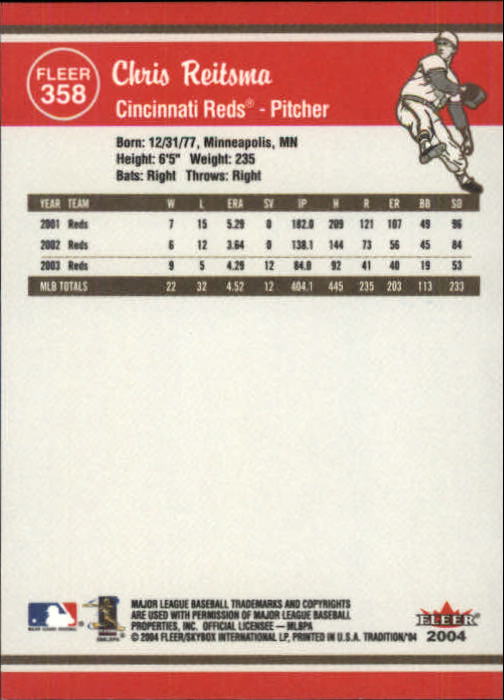 FLEER
358
Chris Reitsma
Cincinnati Reds® - Pitcher
Born: 12/31/77, Minneapolis, MN
Height: 6'5" Weight: 235
Bats: Right Throws: Right
YEAR TEAM W L ERA SV IP H R ER BB SO
2001 Reds 7 15 5.29 0 182.0 209 121 107 49 96
2002 Reds 6 12 3.64 0 138.1 144 73 56 45 84
2003 Reds 9 5 4.29 12 84.0 92 41 40 19 53
MLB TOTALS 22 32 4.52 12 404.1 445 235 203 113 233
MAJOR LEAGUE BASEBALL TRADEMARKS AND COPYRIGHTS
ARE USED WITH PERMISSION OF MAJOR LEAGUE BASEBALL
PROPERTIES, INC. OFFICIAL LICENSEE — MLBPA
© 2004 FLEER/SKYBOX INTERNATIONAL LP, PRINTED IN U.S.A. TRADITION/'04
FLEER
2004